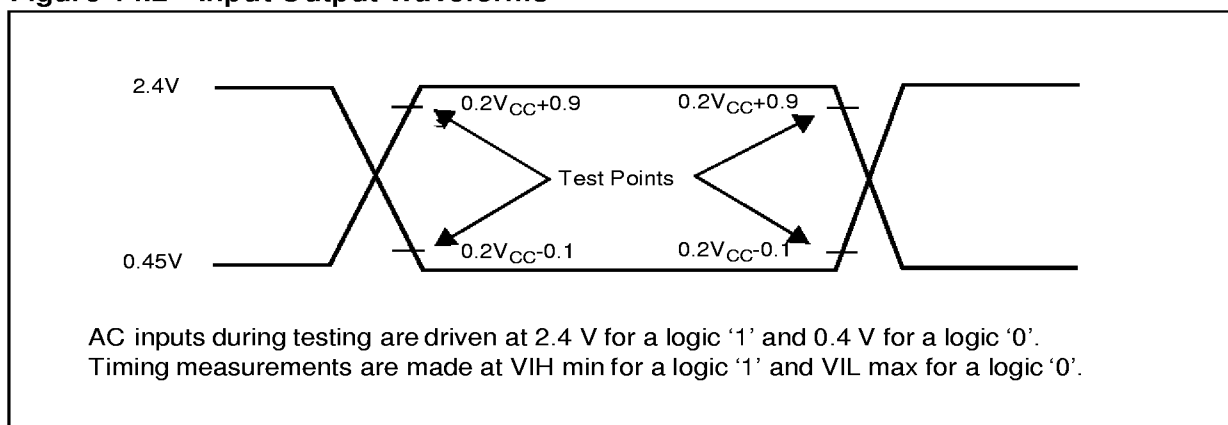 Figure 14.2 Input Output Waveforms
2.4V
0.2VCC+0.9
0.2VCC+0.9
Test Points
0.45V
0.2VCC-0.1
0.2VCC-0.1
AC inputs during testing are driven at 2.4 V for a logic ‘1’ and 0.4 V for a logic ‘0’.
Timing measurements are made at VIH min for a logic ‘1’ and VIL max for a logic ‘0’.